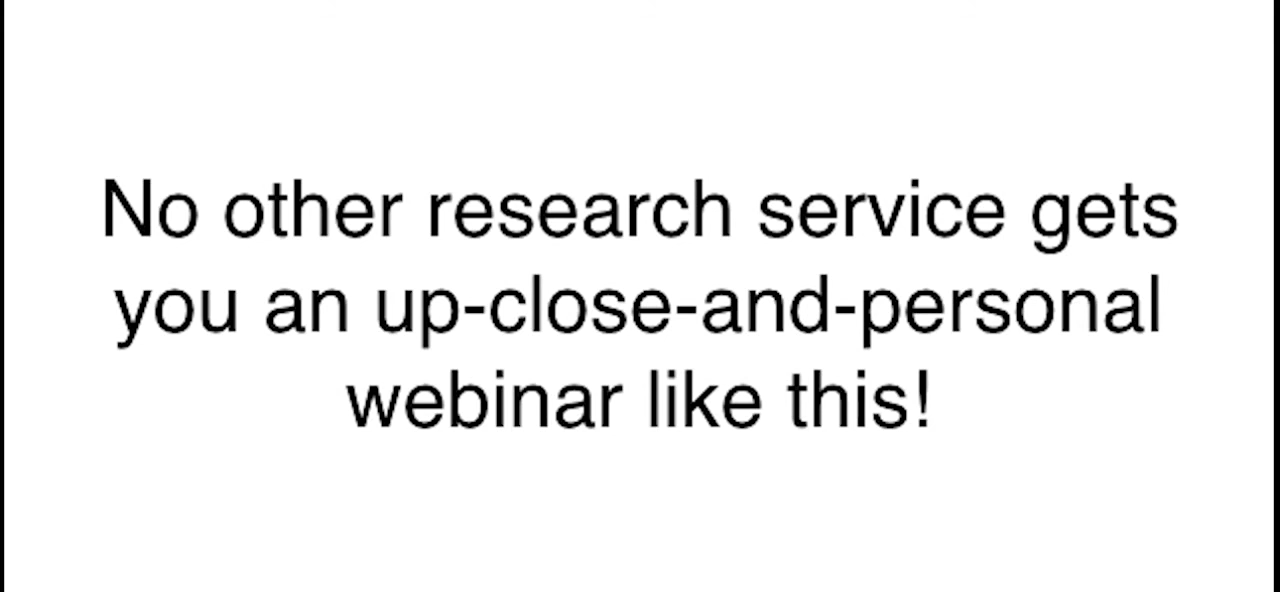 No other research service gets
you an up-close-and-personal
webinar like this!